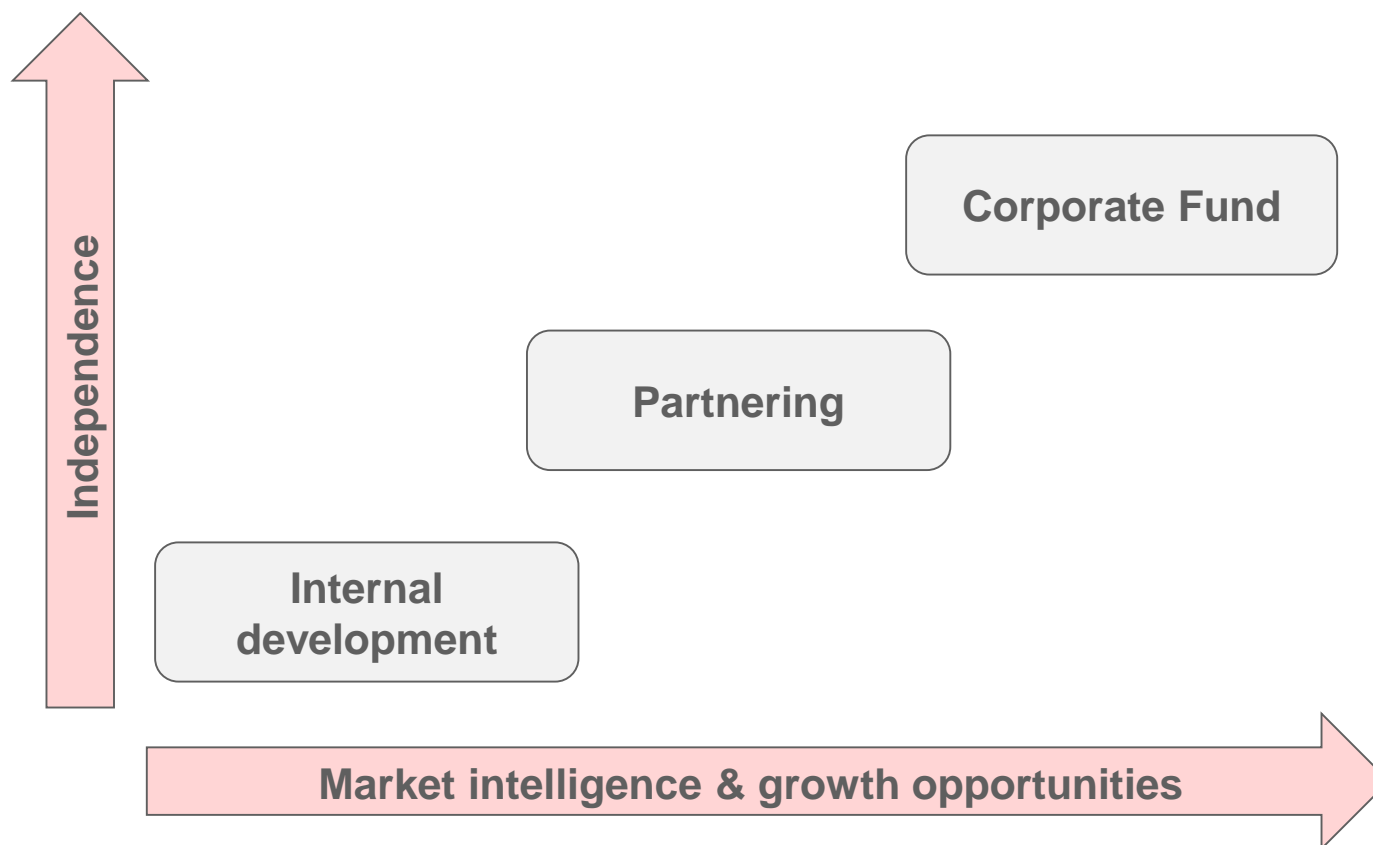 Independence
Corporate Fund
Partnering
Internal
development
Market intelligence & growth opportunities